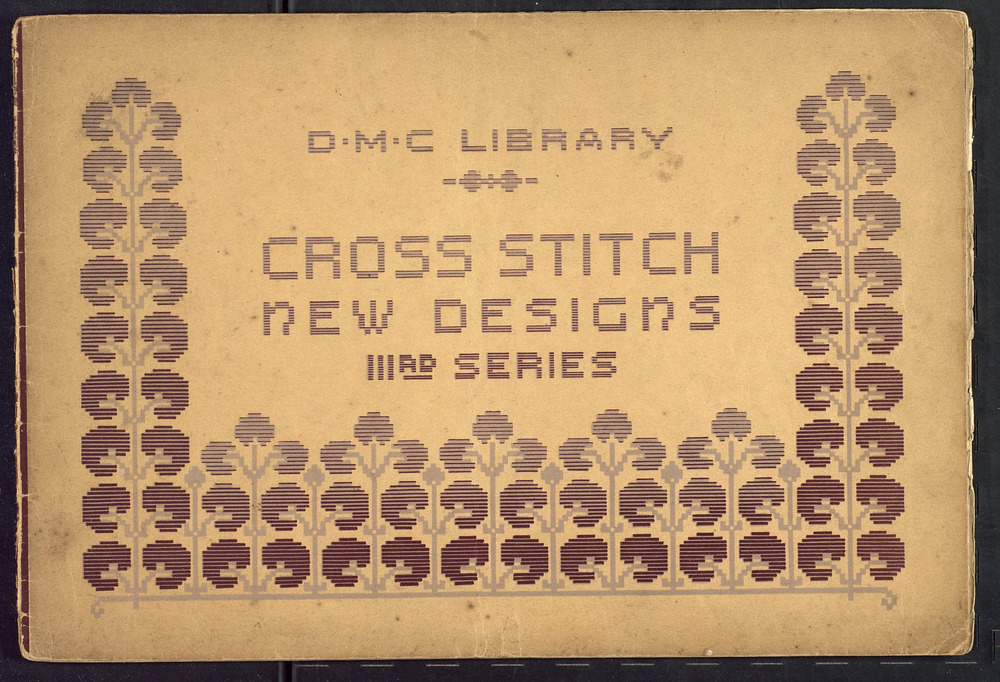 D·M·C LIBRARY
CROSS STITCH
NEW DESIGNS
IIIRD SERIES